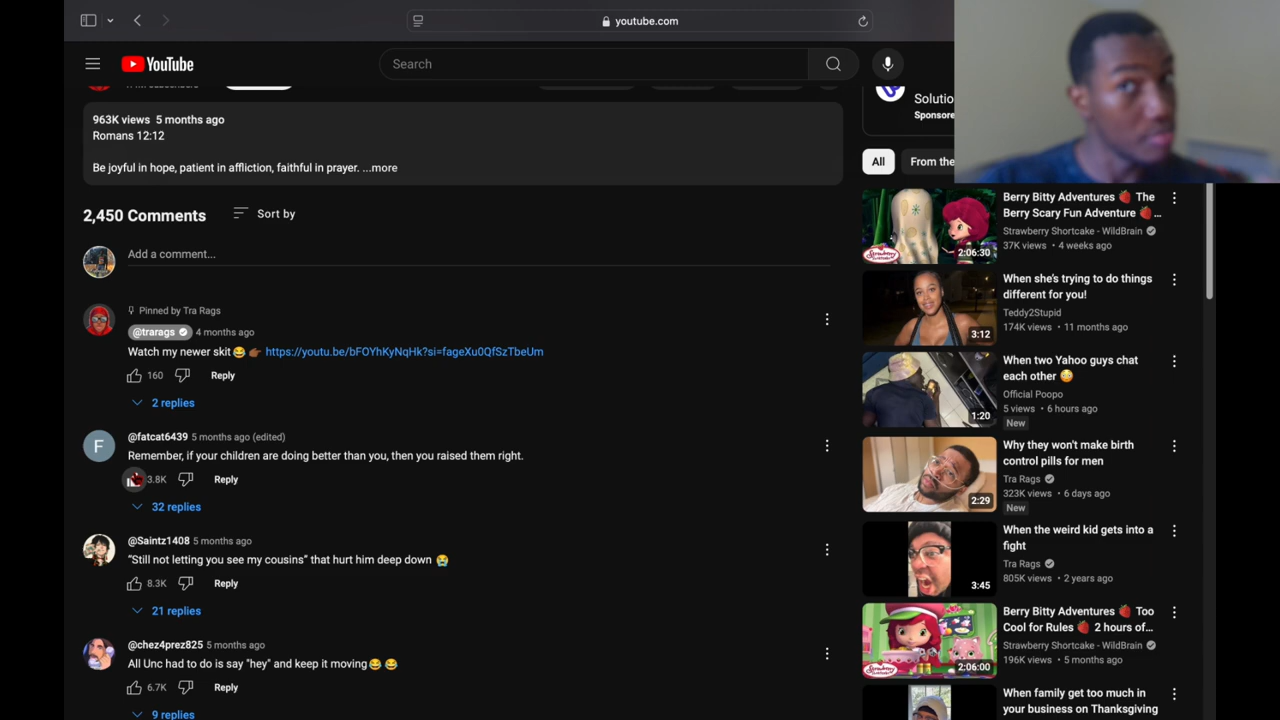 youtube.com
YouTube
Search
963K views 5 months ago
Romans 12:12
Be joyful in hope, patient in affliction, faithful in prayer. ...more
2,450 Comments
Sort by
Add a comment...
Pinned by Tra Rags
@trarags 4 months ago
Watch my newer skit😂 👉🏾 https://youtu.be/bFOYhKyNqHk?si=fageXu0QfSzTbeUm
160
Reply
2 replies
F
@fatcat6439 5 months ago (edited)
Remember, if your children are doing better than you, then you raised them right.
3.8K
Reply
32 replies
@Saintz1408 5 months ago
“Still not letting you see my cousins” that hurt him deep down 😭
8.3K
Reply
21 replies
@chez4prez825 5 months ago
All Unc had to do is say "hey" and keep it moving😂 😂
6.7K
Reply
9 replies
Solutio
Sponsore
All
From the
Berry Bitty Adventures 🍓 The
Berry Scary Fun Adventure 🍓 ...
Strawberry Shortcake - WildBrain
37K views • 4 weeks ago
2:06:30
When she's trying to do things
different for you!
Teddy2Stupid
174K views • 11 months ago
3:12
When two Yahoo guys chat
each other 😳
Official Poopo
5 views • 6 hours ago
New
1:20
Why they won't make birth
control pills for men
Tra Rags
323K views • 6 days ago
New
2:29
When the weird kid gets into a
fight
Tra Rags
805K views • 2 years ago
3:45
Berry Bitty Adventures 🍓 Too
Cool for Rules 🍓 2 hours of...
Strawberry Shortcake - WildBrain
196K views • 5 months ago
2:06:00
When family get too much in
your business on Thanksgiving